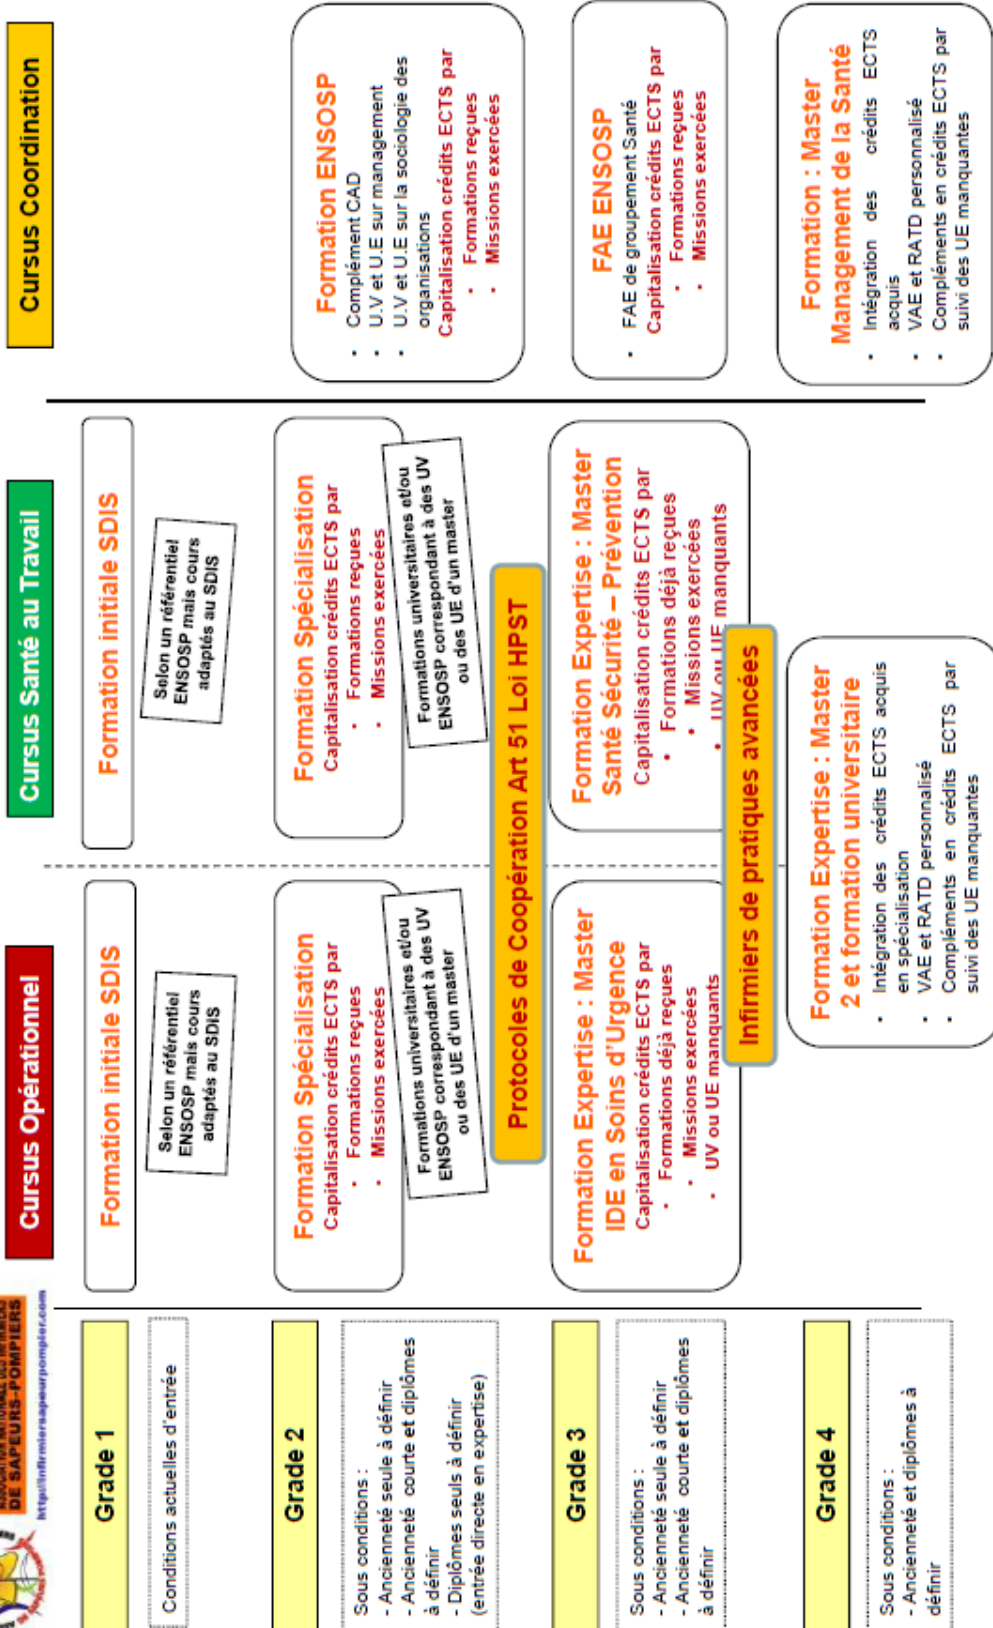 DE SAPEURS-POMPIERS
http://infirmiersapeurpompier.com
Cursus Opérationnel
Cursus Santé au Travail
Cursus Coordination
Grade 1
Conditions actuelles d'entrée
Formation initiale SDIS
Selon un référentiel
ENSOSP mais cours
adaptés au SDIS
Formation initiale SDIS
Selon un référentiel
ENSOSP mais cours
adaptés au SDIS
Grade 2
Sous conditions :
- Ancienneté seule à définir
- Ancienneté courte et diplômes
à définir
- Diplômes seuls à définir
(entrée directe en expertise)
Formation Spécialisation
Capitalisation crédits ECTS par
• Formations reçues
• Missions exercées
Formations universitaires et/ou
ENSOSP correspondant à des UV
ou des UE d'un master
Formation Spécialisation
Capitalisation crédits ECTS par
• Formations reçues
• Missions exercées
Formations universitaires et/ou
ENSOSP correspondant à des UV
ou des UE d'un master
Formation ENSOSP
• Complément CAD
• U.V et U.E sur management
• U.V et U.E sur la sociologie des
organisations
Capitalisation crédits ECTS par
• Formations reçues
• Missions exercées
Protocoles de Coopération Art 51 Loi HPST
Grade 3
Sous conditions :
- Ancienneté seule à définir
- Ancienneté courte et diplômes
à définir
Formation Expertise : Master
IDE en Soins d'Urgence
Capitalisation crédits ECTS par
• Formations déjà reçues
• Missions exercées
• UV ou UE manquants
Formation Expertise : Master
Santé Sécurité – Prévention
Capitalisation crédits ECTS par
• Formations déjà reçues
• Missions exercées
• UV ou UE manquants
FAE ENSOSP
• FAE de groupement Santé
Capitalisation crédits ECTS par
• Formations reçues
• Missions exercées
Infirmiers de pratiques avancées
Grade 4
Sous conditions :
- Ancienneté et diplômes à
définir
Formation Expertise : Master
2 et formation universitaire
• Intégration des crédits ECTS acquis
en spécialisation
• VAE et RATD personnalisé
• Compléments en crédits ECTS par
suivi des UE manquantes
Formation : Master
Management de la Santé
• Intégration des crédits ECTS
acquis
• VAE et RATD personnalisé
• Compléments en crédits ECTS par
suivi des UE manquantes